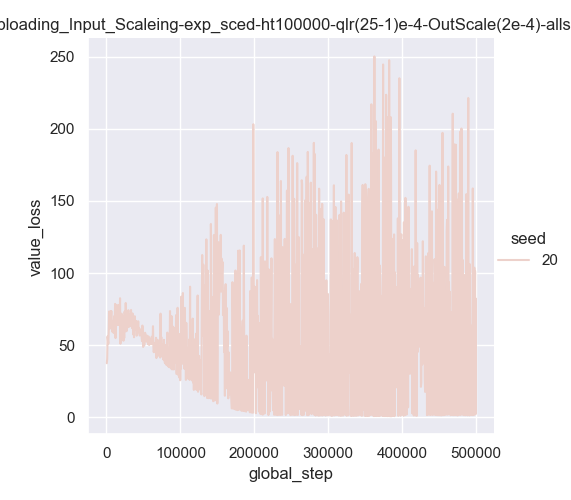 oloading_Input_Scaleing-exp_sced-ht100000-qlr(25-1)e-4-OutScale(2e-4)-alls
250
200
150
100
50
0
value_loss
0 100000 200000 300000 400000 500000
global_step
seed
20